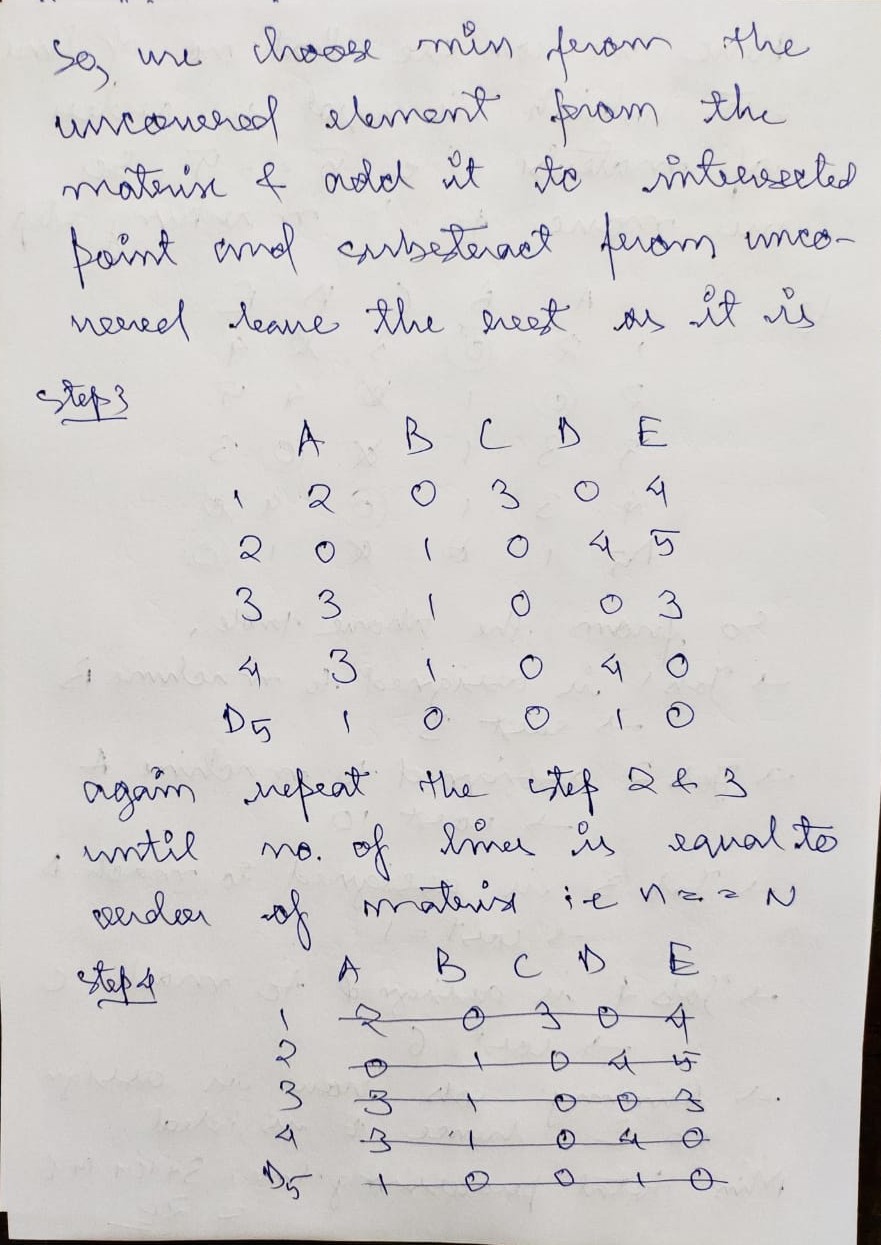 So, we choose min from the
uncovered element from the
matrix & add it to intersected
point and substract from unco-
vered leave the rest as it is
Step 3
A B C D E
1 2 0 3 0 4
2 0 1 0 4 5
3 3 1 0 0 3
4 3 1 0 4 0
D5 1 0 0 1 0
again repeat the step 2 & 3
until no. of lines is equal to
order of matrix i.e n == N
Step 4
A B C D E
1 2 0 3 0 4
2 0 1 0 4 5
3 3 1 0 0 3
4 3 1 0 4 0
D5 1 0 0 1 0